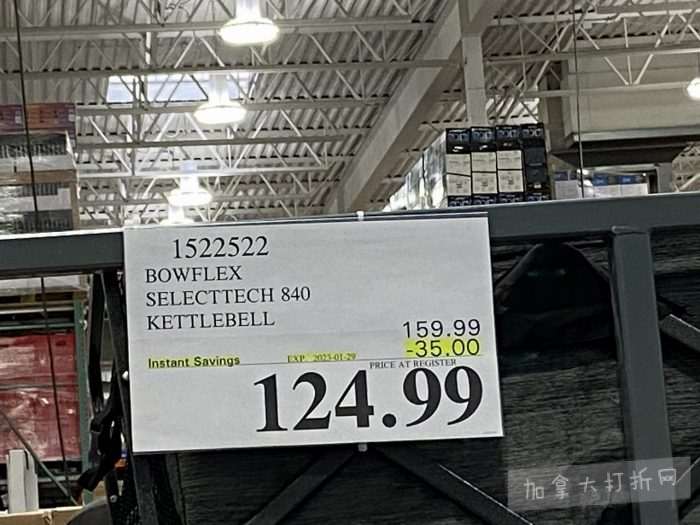 1522522
BOWFLEX
SELECTTECH 840
KETTLEBELL
159.99
-35.00
Instant Savings EXP. 2023-01-29
PRICE AT REGISTER
124.99
加拿大打折网